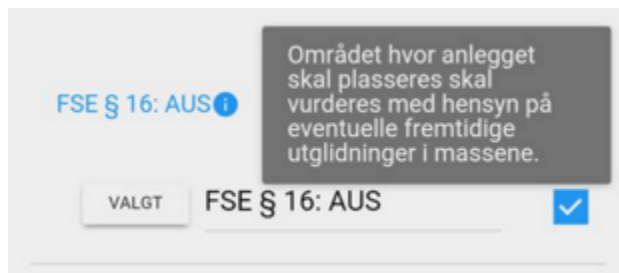 Området hvor anlegget
skal plasseres skal
vurderes med hensyn på
eventuelle fremtidige
utglidninger i massene.
FSE § 16: AUS
VALGT
FSE § 16: AUS